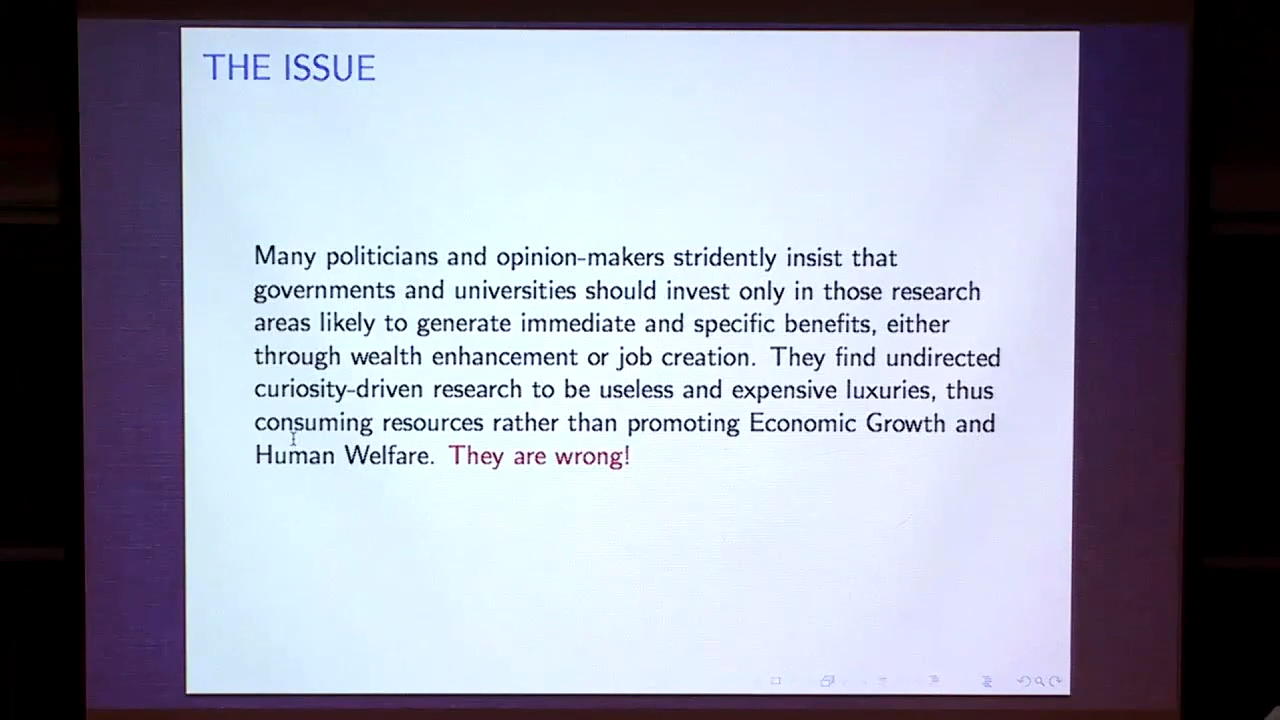 THE ISSUE
Many politicians and opinion-makers stridently insist that
governments and universities should invest only in those research
areas likely to generate immediate and specific benefits, either
through wealth enhancement or job creation. They find undirected
curiosity-driven research to be useless and expensive luxuries, thus
consuming resources rather than promoting Economic Growth and
Human Welfare. They are wrong!